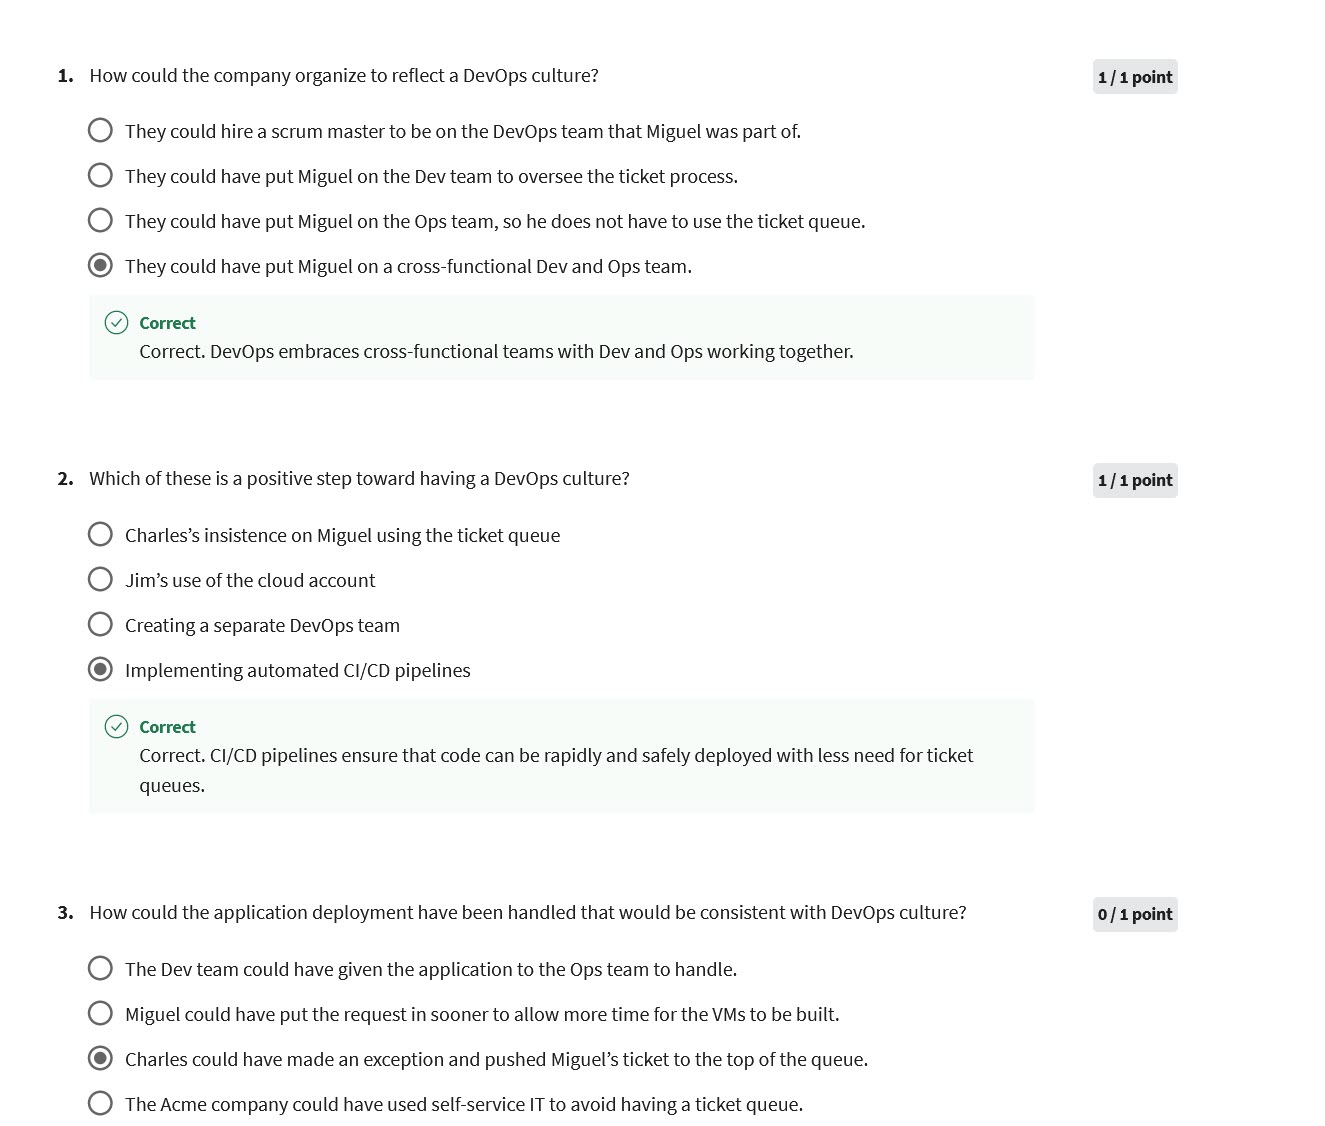 1. How could the company organize to reflect a DevOps culture?
1 / 1 point
They could hire a scrum master to be on the DevOps team that Miguel was part of.
They could have put Miguel on the Dev team to oversee the ticket process.
They could have put Miguel on the Ops team, so he does not have to use the ticket queue.
They could have put Miguel on a cross-functional Dev and Ops team.
Correct
Correct. DevOps embraces cross-functional teams with Dev and Ops working together.
2. Which of these is a positive step toward having a DevOps culture?
1 / 1 point
Charles’s insistence on Miguel using the ticket queue
Jim’s use of the cloud account
Creating a separate DevOps team
Implementing automated CI/CD pipelines
Correct
Correct. CI/CD pipelines ensure that code can be rapidly and safely deployed with less need for ticket
queues.
3. How could the application deployment have been handled that would be consistent with DevOps culture?
0 / 1 point
The Dev team could have given the application to the Ops team to handle.
Miguel could have put the request in sooner to allow more time for the VMs to be built.
Charles could have made an exception and pushed Miguel’s ticket to the top of the queue.
The Acme company could have used self-service IT to avoid having a ticket queue.